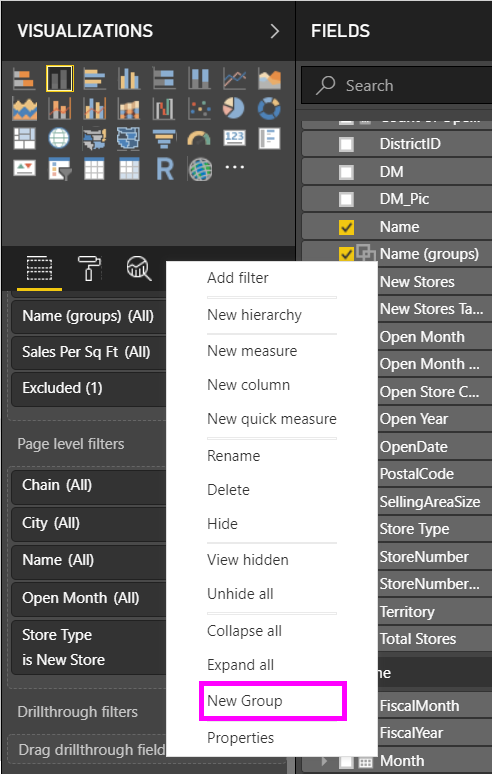 VISUALIZATIONS
FIELDS
Search
123
R
DistrictID
DM
DM_Pic
Name
Name (groups)
New Stores
New Stores Ta...
Open Month
Open Month ...
Open Store C...
Open Year
OpenDate
PostalCode
SellingAreaSize
Store Type
StoreNumber
StoreNumber...
Territory
Total Stores
FiscalMonth
FiscalYear
Month
Name (groups) (All)
Sales Per Sq Ft (All)
Excluded (1)
Page level filters
Chain (All)
City (All)
Name (All)
Open Month (All)
Store Type
is New Store
Drillthrough filters
Drag drillthrough field
Add filter
New hierarchy
New measure
New column
New quick measure
Rename
Delete
Hide
View hidden
Unhide all
Collapse all
Expand all
New Group
Properties